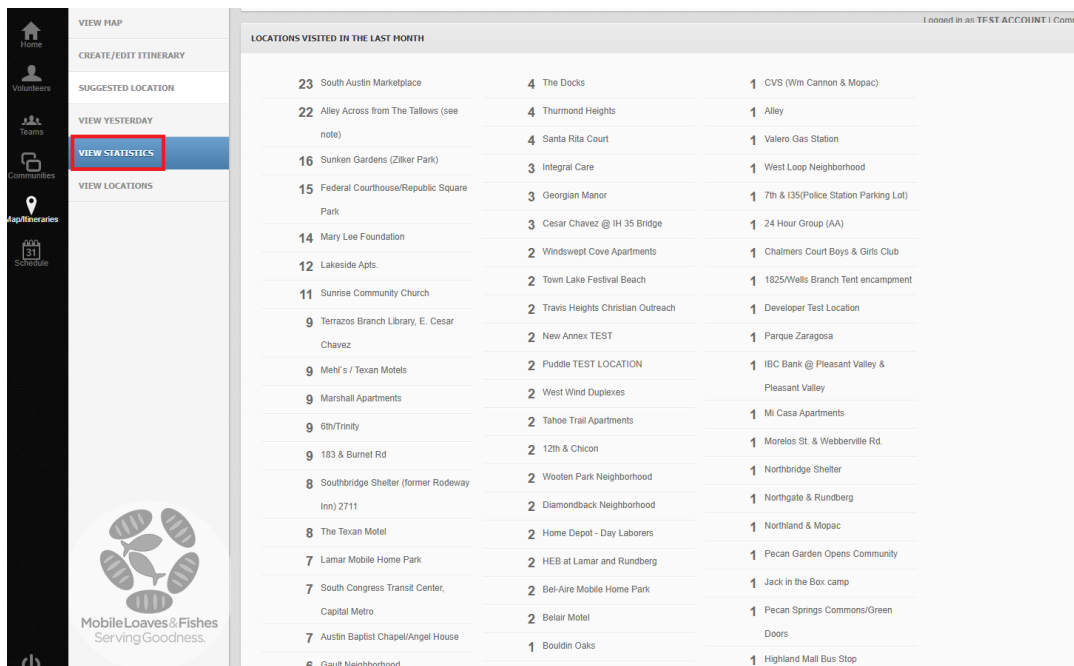 Home
Volunteers
Teams
Communities
Map/Itineraries
31
Schedule
VIEW MAP
CREATE/EDIT ITINERARY
SUGGESTED LOCATION
VIEW YESTERDAY
VIEW STATISTICS
VIEW LOCATIONS
Mobile Loaves & Fishes
Serving Goodness.
Logged in as TEST ACCOUNT | Com
LOCATIONS VISITED IN THE LAST MONTH
23 South Austin Marketplace
22 Alley Across from The Tallows (see
note)
16 Sunken Gardens (Zilker Park)
15 Federal Courthouse/Republic Square
Park
14 Mary Lee Foundation
12 Lakeside Apts.
11 Sunrise Community Church
9 Terrazos Branch Library, E. Cesar
Chavez
9 Mehl's / Texan Motels
9 Marshall Apartments
9 6th/Trinity
9 183 & Burnet Rd
8 Southbridge Shelter (former Rodeway
Inn) 2711
8 The Texan Motel
7 Lamar Mobile Home Park
7 South Congress Transit Center,
Capital Metro
7 Austin Baptist Chapel/Angel House
6 Gault Neighborhood
4 The Docks
4 Thurmond Heights
4 Santa Rita Court
3 Integral Care
3 Georgian Manor
3 Cesar Chavez @ IH 35 Bridge
2 Windswept Cove Apartments
2 Town Lake Festival Beach
2 Travis Heights Christian Outreach
2 New Annex TEST
2 Puddle TEST LOCATION
2 West Wind Duplexes
2 Tahoe Trail Apartments
2 12th & Chicon
2 Wooten Park Neighborhood
2 Diamondback Neighborhood
2 Home Depot - Day Laborers
2 HEB at Lamar and Rundberg
2 Bel-Aire Mobile Home Park
2 Belair Motel
1 Bouldin Oaks
1 CVS (Wm Cannon & Mopac)
1 Alley
1 Valero Gas Station
1 West Loop Neighborhood
1 7th & I35(Police Station Parking Lot)
1 24 Hour Group (AA)
1 Chalmers Court Boys & Girls Club
1 1825/Wells Branch Tent encampment
1 Developer Test Location
1 Parque Zaragosa
1 IBC Bank @ Pleasant Valley &
Pleasant Valley
1 Mi Casa Apartments
1 Morelos St. & Webberville Rd.
1 Northbridge Shelter
1 Northgate & Rundberg
1 Northland & Mopac
1 Pecan Garden Opens Community
1 Jack in the Box camp
1 Pecan Springs Commons/Green
Doors
1 Highland Mall Bus Stop